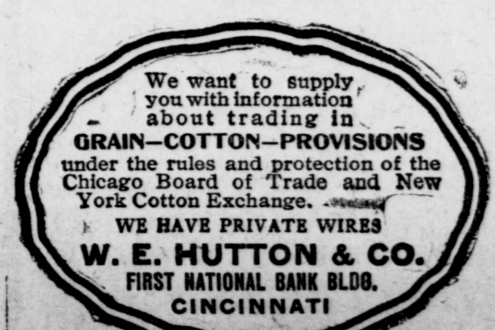 We want to supply
you with information
about trading in
GRAIN—COTTON—PROVISIONS
under the rules and protection of the
Chicago Board of Trade and New
York Cotton Exchange.
WE HAVE PRIVATE WIRES
W. E. HUTTON & CO.
FIRST NATIONAL BANK BLDG.
CINCINNATI